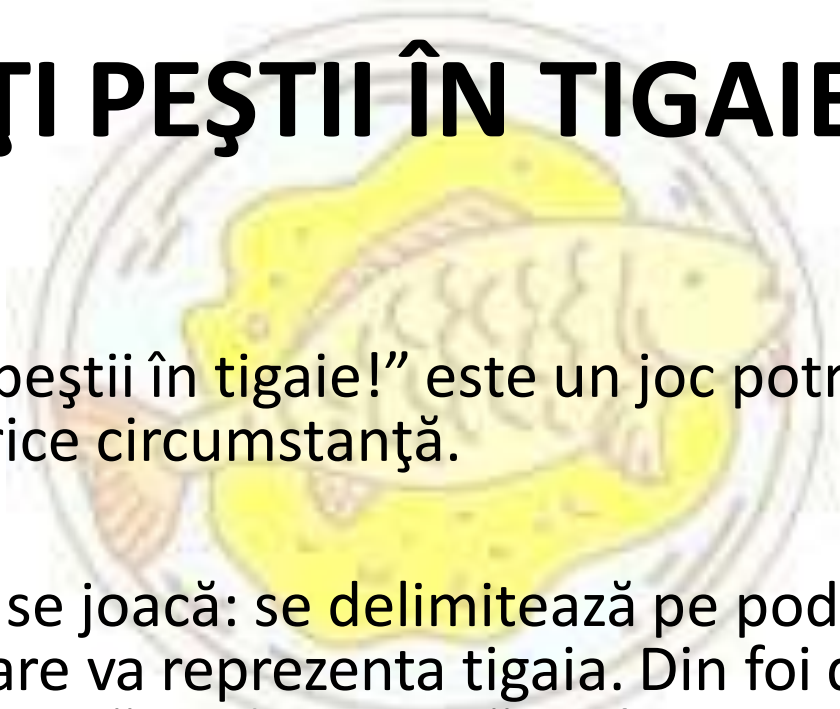 ŢI PEŞTII ÎN TIGAIE
peştii în tigaie!” este un joc potr
rice circumstanţă.
se joacă: se delimitează pe pod
are va reprezenta tigaia. Din foi